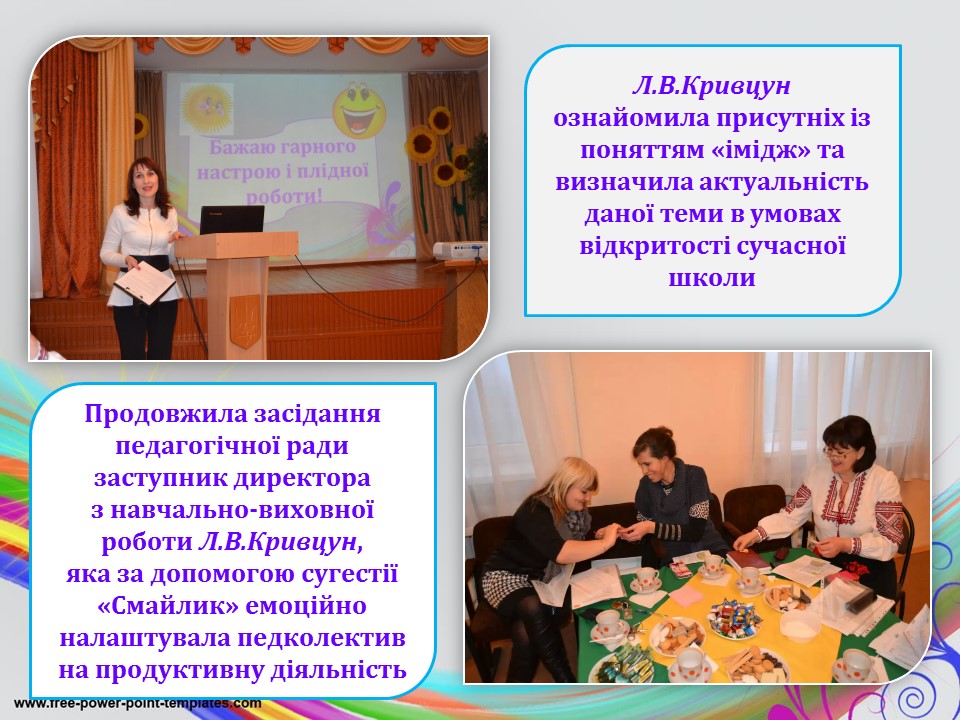 Бажаю гарного
настрою і плідної
роботи!
Л.В.Кривцун
ознайомила присутніх із
поняттям «імідж» та
визначила актуальність
даної теми в умовах
відкритості сучасної
школи
Продовжила засідання
педагогічної ради
заступник директора
з навчально-виховної
роботи Л.В.Кривцун,
яка за допомогою сугестії
«Смайлик» емоційно
налаштувала педколектив
на продуктивну діяльність
www.free-power-point-templates.com